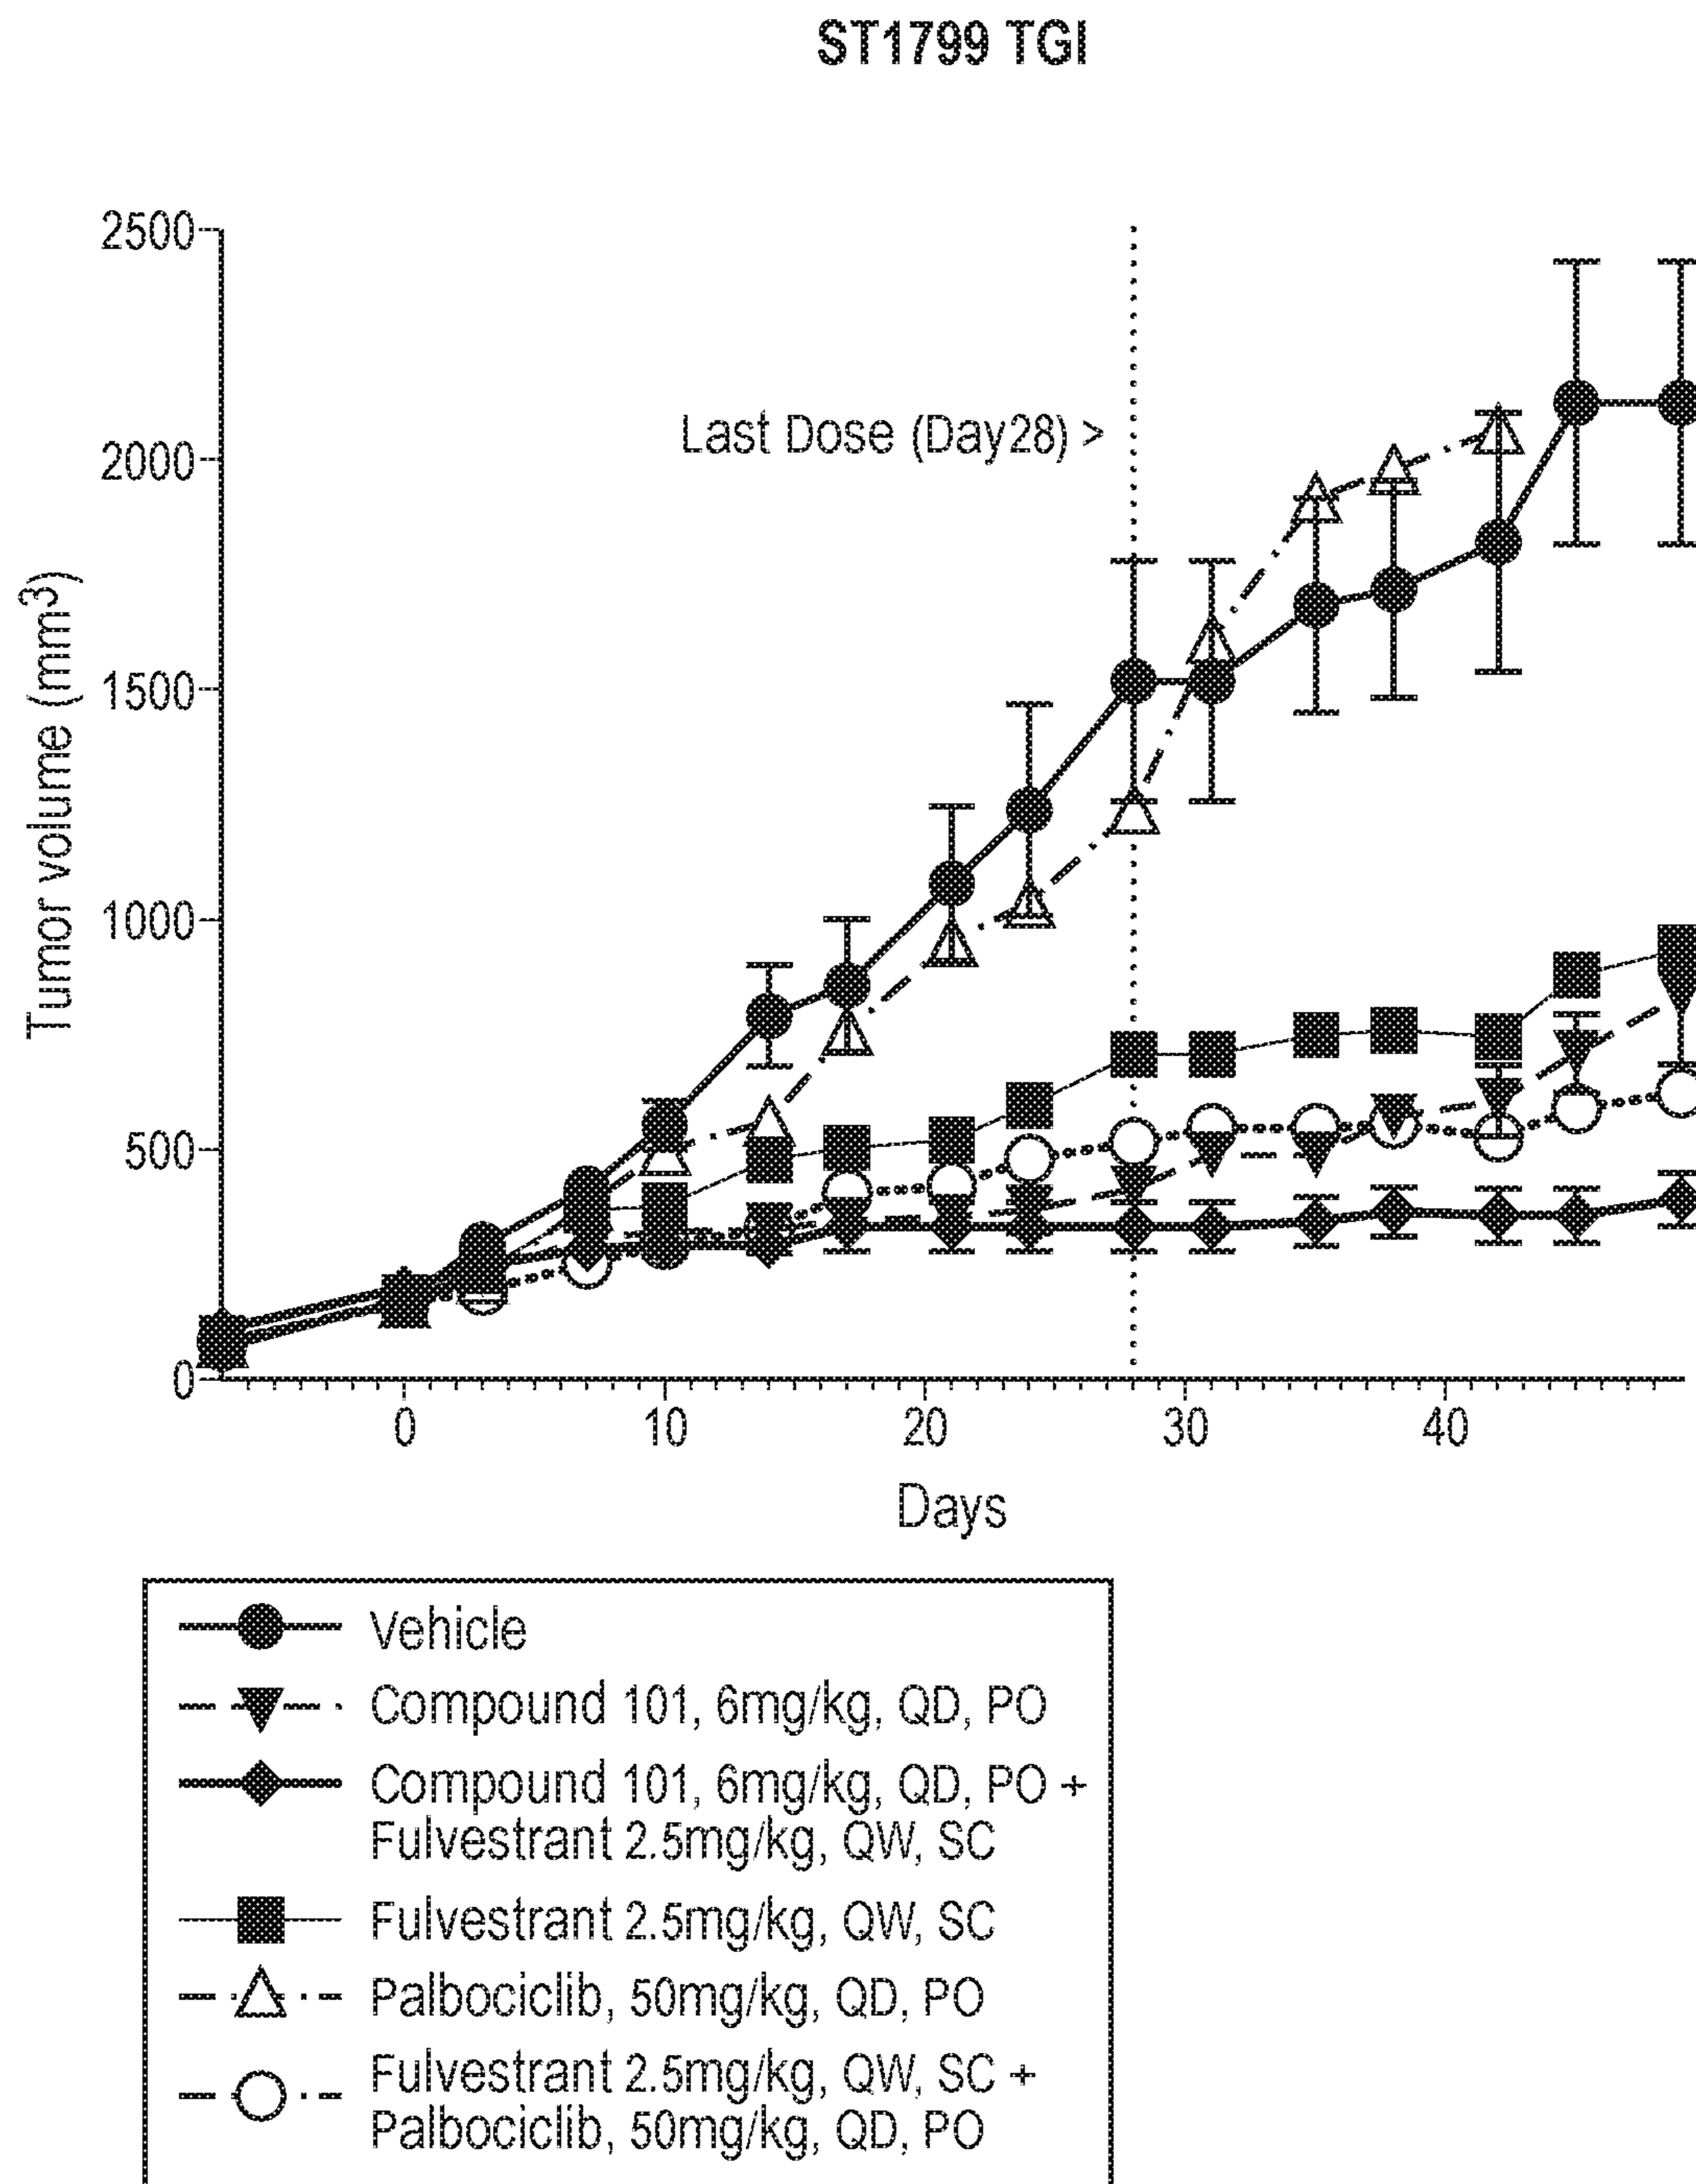 ST1799 TGI
2500
2000
1500
1000
500
0
Tumor volume (mm³)
Last Dose (Day28) >
0 10 20 30 40
Days
Vehicle
Compound 101, 6mg/kg, QD, PO
Compound 101, 6mg/kg, QD, PO +
Fulvestrant 2.5mg/kg, QW, SC
Fulvestrant 2.5mg/kg, QW, SC
Palbociclib, 50mg/kg, QD, PO
Fulvestrant 2.5mg/kg, QW, SC +
Palbociclib, 50mg/kg, QD, PO